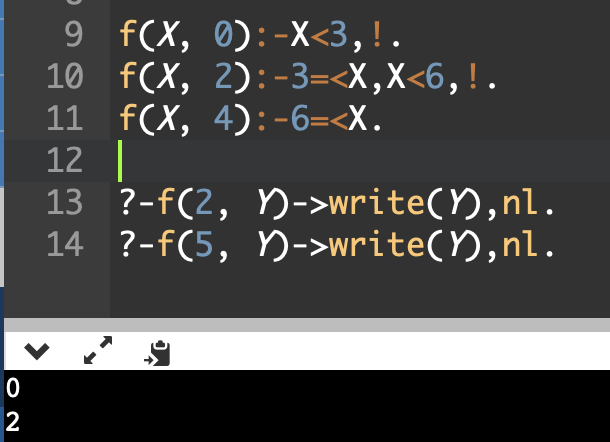 9 f(X, 0):-X<3,!.
10 f(X, 2):-3=<X,X<6,!.
11 f(X, 4):-6=<X.
12
13 ?-f(2, Y)->write(Y),nl.
14 ?-f(5, Y)->write(Y),nl.
0
2